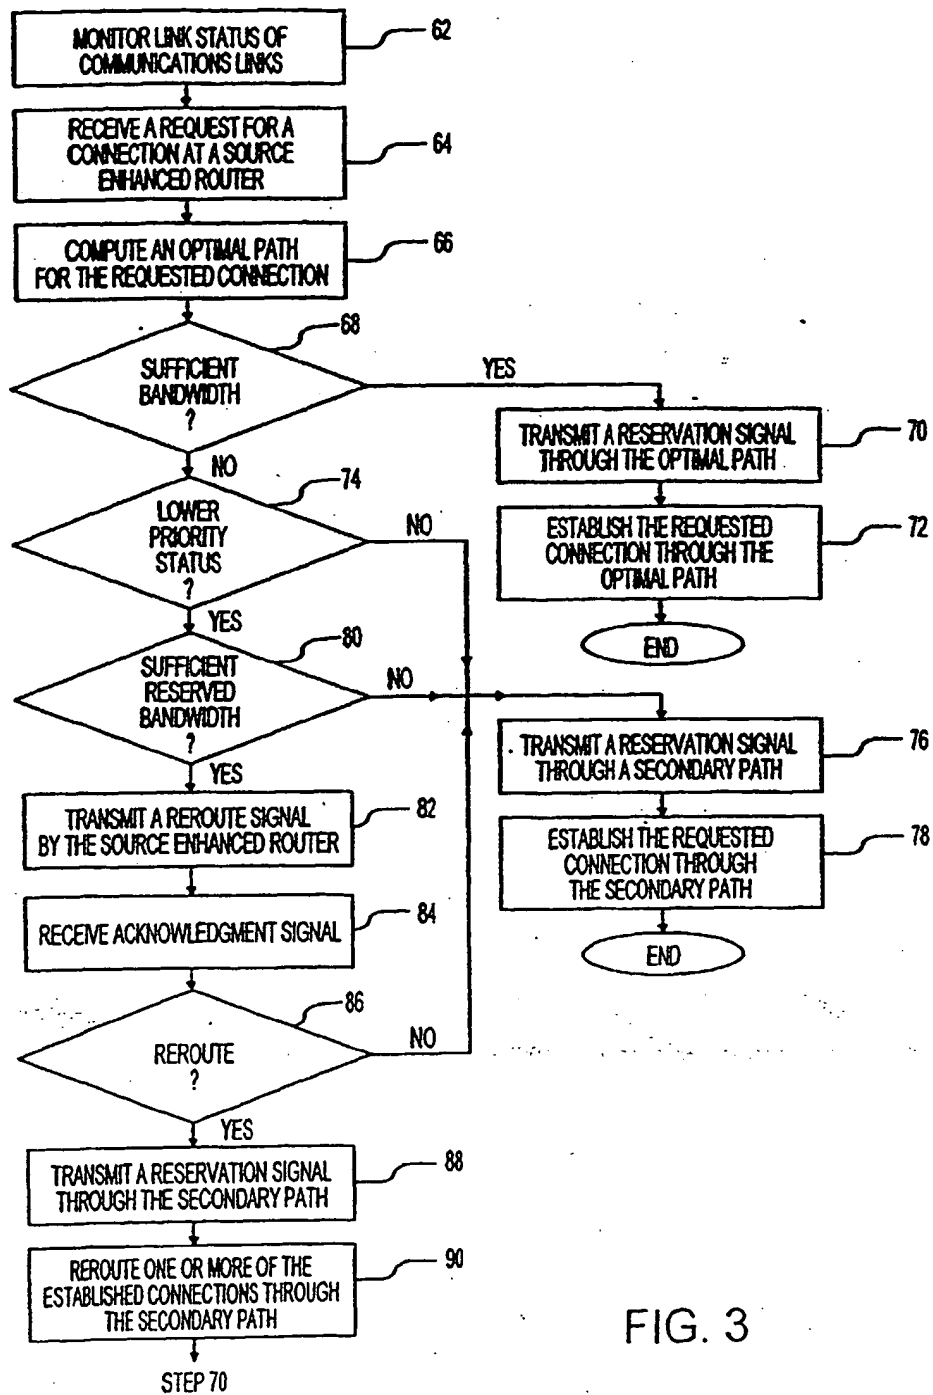 MONITOR LINK STATUS OF
COMMUNICATIONS LINKS
62
RECEIVE A REQUEST FOR A
CONNECTION AT A SOURCE
ENHANCED ROUTER
64
COMPUTE AN OPTIMAL PATH
FOR THE REQUESTED CONNECTION
66
SUFFICIENT
BANDWIDTH
?
68
YES
NO
TRANSMIT A RESERVATION SIGNAL
THROUGH THE OPTIMAL PATH
70
ESTABLISH THE REQUESTED
CONNECTION THROUGH THE
OPTIMAL PATH
72
END
LOWER
PRIORITY
STATUS
?
74
NO
YES
SUFFICIENT
RESERVED
BANDWIDTH
?
80
NO
YES
TRANSMIT A RESERVATION SIGNAL
THROUGH A SECONDARY PATH
76
ESTABLISH THE REQUESTED
CONNECTION THROUGH
THE SECONDARY PATH
78
END
TRANSMIT A REROUTE SIGNAL
BY THE SOURCE ENHANCED ROUTER
82
RECEIVE ACKNOWLEDGMENT SIGNAL
84
REROUTE
?
86
NO
YES
TRANSMIT A RESERVATION SIGNAL
THROUGH THE SECONDARY PATH
88
REROUTE ONE OR MORE OF THE
ESTABLISHED CONNECTIONS THROUGH
THE SECONDARY PATH
90
STEP 70
FIG. 3